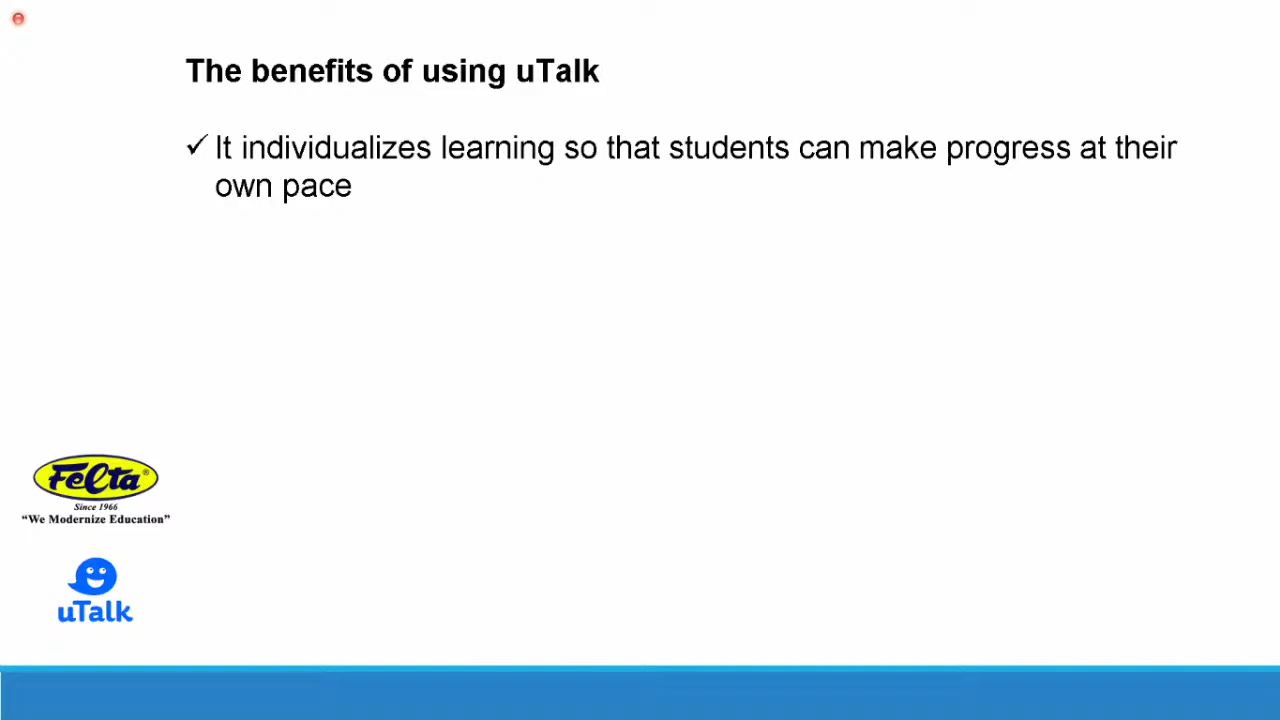 The benefits of using uTalk
✓ It individualizes learning so that students can make progress at their
own pace
Felta®
Since 1966
“We Modernize Education”
uTalk